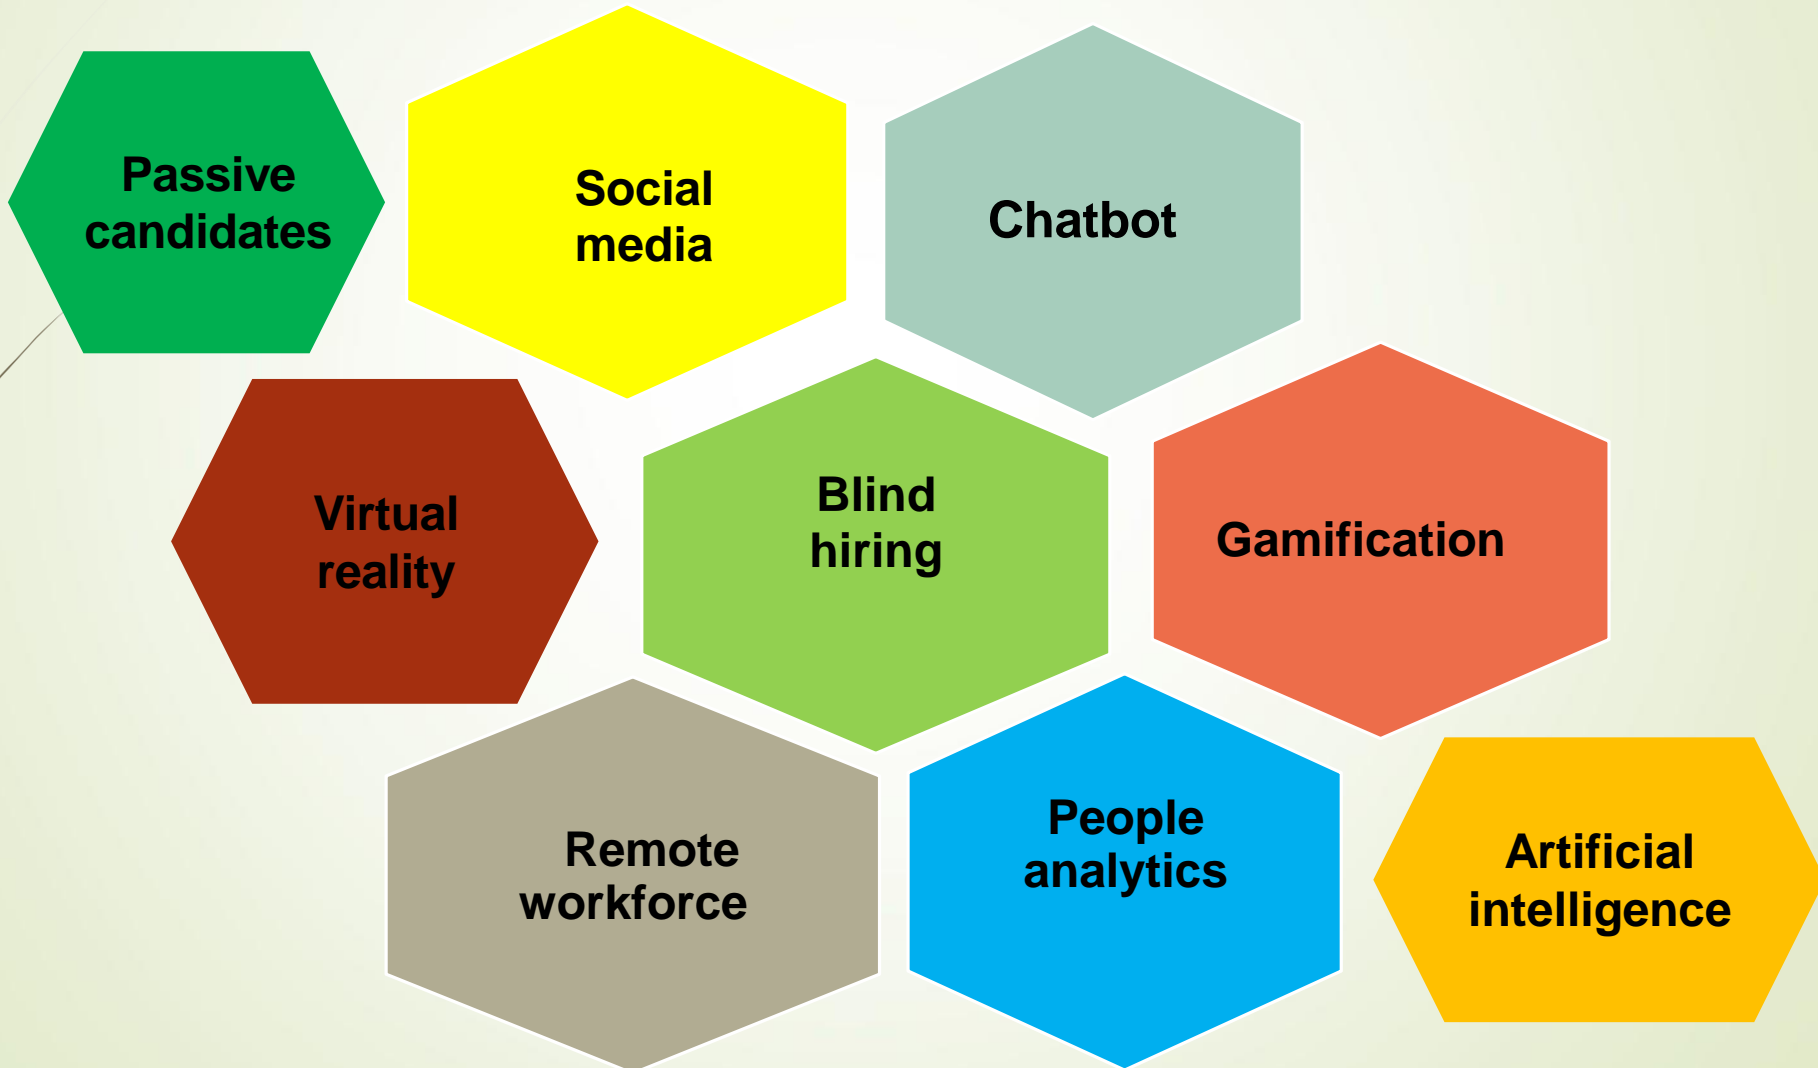 Passive
candidates
Social
media
Chatbot
Virtual
reality
Blind
hiring
Gamification
Remote
workforce
People
analytics
Artificial
intelligence